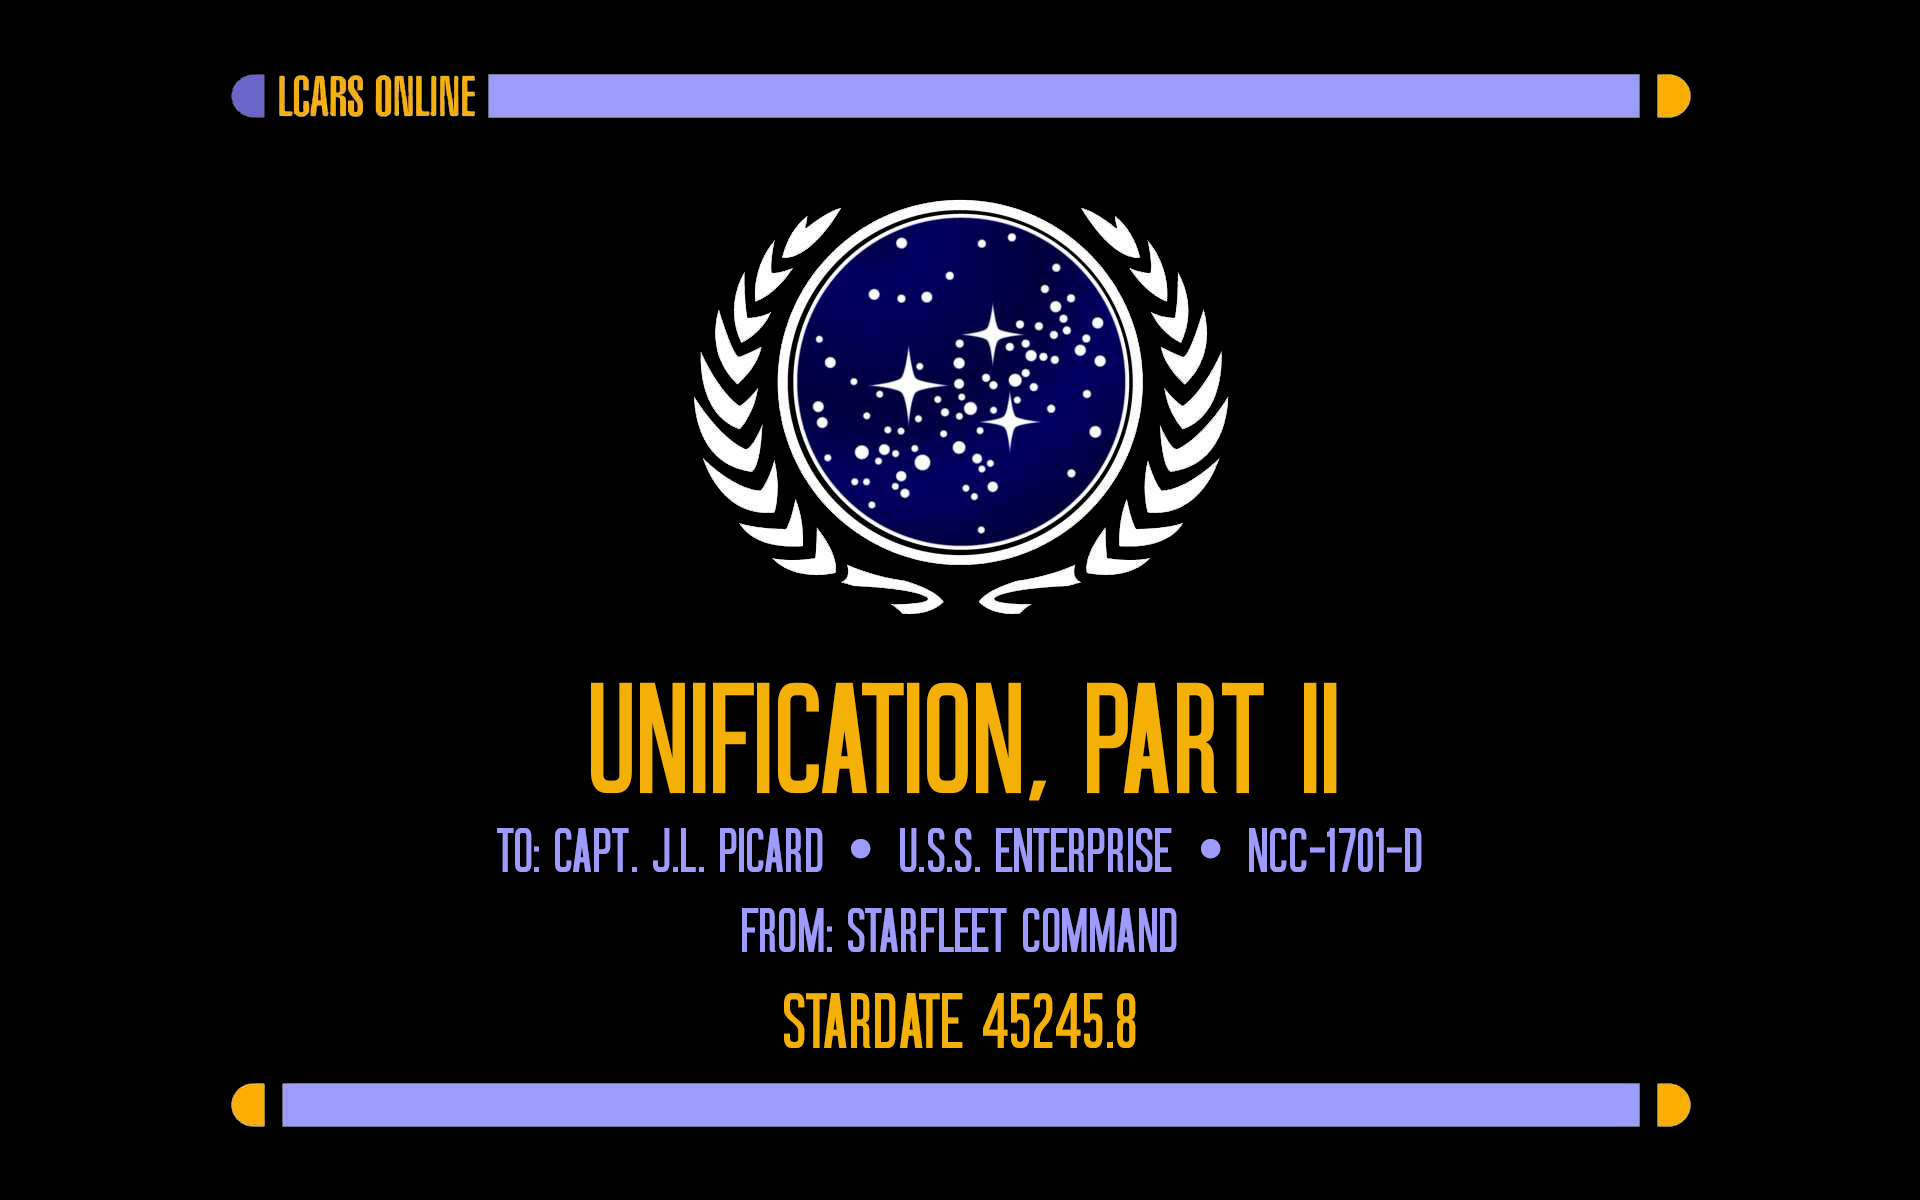 LCARS ONLINE
UNIFICATION, PART II
TO: CAPT. J.L. PICARD • U.S.S. ENTERPRISE • NCC-1701-D
FROM: STARFLEET COMMAND
STARDATE 45245.8